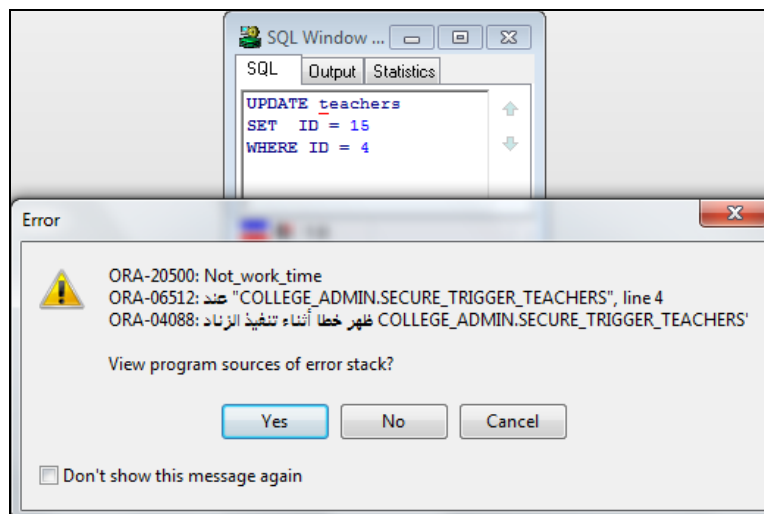 SQL Window ...
SQL Output Statistics
UPDATE teachers
SET ID = 15
WHERE ID = 4
Error
ORA-20500: Not_work_time
ORA-06512: عند "COLLEGE_ADMIN.SECURE_TRIGGER_TEACHERS", line 4
ORA-04088: ظهر خطا أثناء تنفيذ الزناد COLLEGE_ADMIN.SECURE_TRIGGER_TEACHERS'
View program sources of error stack?
Yes No Cancel
Don't show this message again